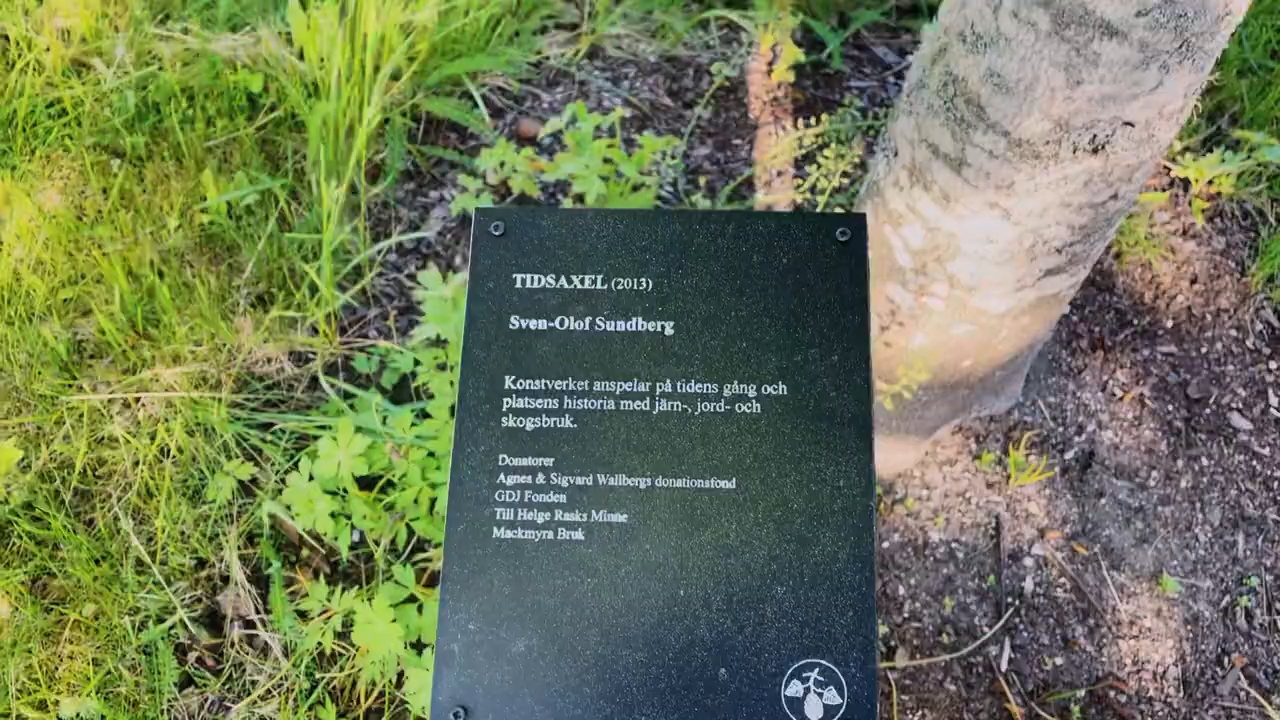 TIDSAXEL (2013)
Sven-Olof Sundberg
Konstverket anspelar på tidens gång och
platsens historia med järn-, jord- och
skogsbruk.
Donatorer
Agnes & Sigvard Wallbergs donationsfond
GDJ Fonden
Till Helge Rasks Minne
Mackmyra Bruk